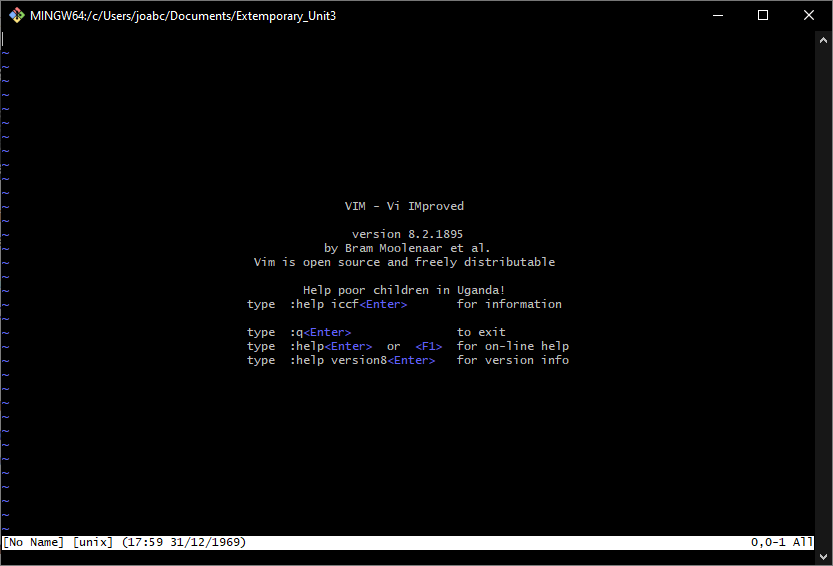 MINGW64:/c/Users/joabc/Documents/Extemporary_Unit3
~
~
~
~
~
~
~
~
~
~
~
~ VIM - Vi IMproved
~
~ version 8.2.1895
~ by Bram Moolenaar et al.
~ Vim is open source and freely distributable
~
~ Help poor children in Uganda!
~ type :help iccf<Enter> for information
~
~ type :q<Enter> to exit
~ type :help<Enter> or <F1> for on-line help
~ type :help version8<Enter> for version info
~
~
~
~
~
~
~
~
~
~
~
~
[No Name] [unix] (17:59 31/12/1969) 0,0-1 All